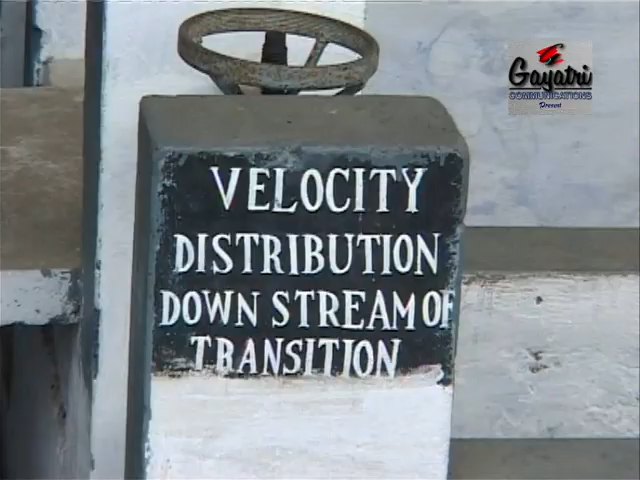 Gayatri
COMMUNICATIONS
Present
VELOCITY
DISTRIBUTION
DOWN STREAM OF
TRANSITION